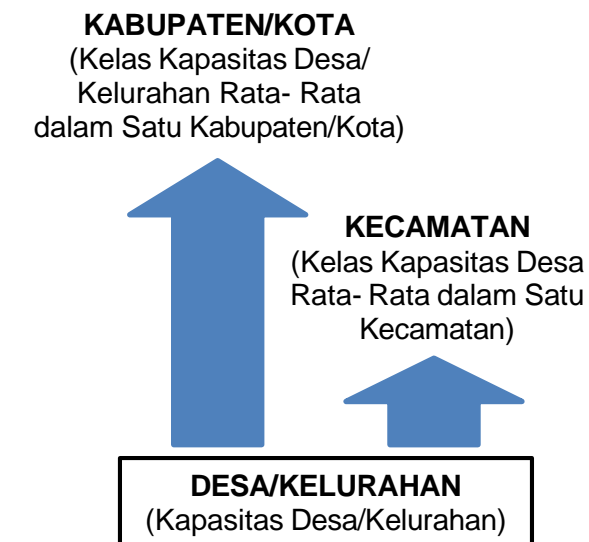 KABUPATEN/KOTA
(Kelas Kapasitas Desa/
Kelurahan Rata- Rata
dalam Satu Kabupaten/Kota)
KECAMATAN
(Kelas Kapasitas Desa
Rata- Rata dalam Satu
Kecamatan)
DESA/KELURAHAN
(Kapasitas Desa/Kelurahan)